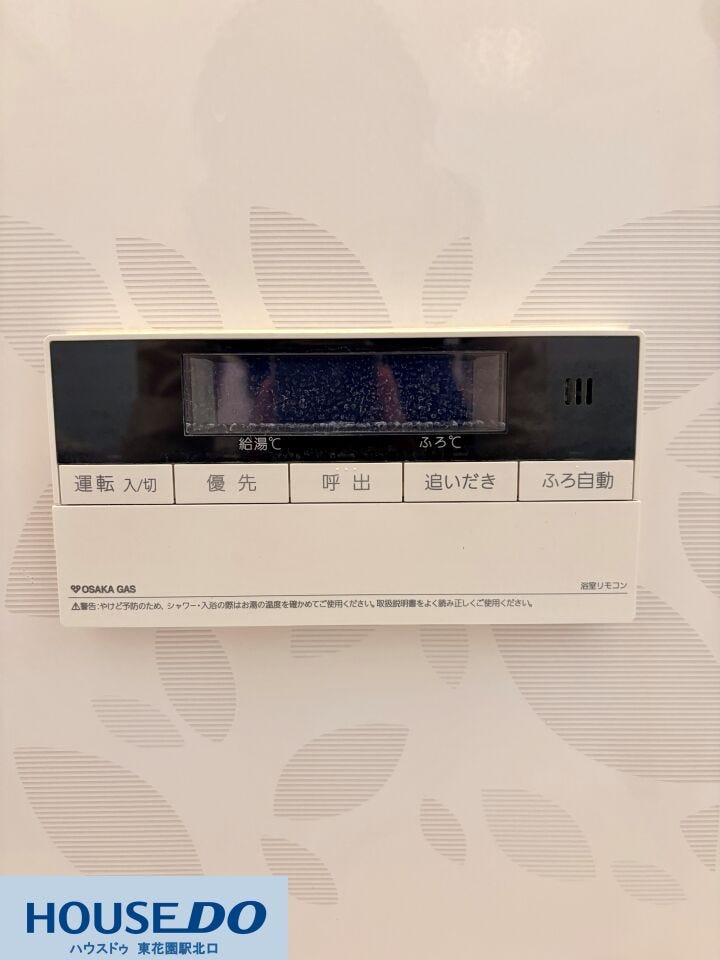 給湯℃ ふろ℃
運転 入/切 優先 呼出 追いだき ふろ自動
OSAKA GAS 浴室リモコン
⚠警告:やけど予防のため、シャワー・入浴の際はお湯の温度を確かめてご使用ください。取扱説明書をよく読み正しくご使用ください。
HOUSEDO
ハウスドゥ 東花園駅北口